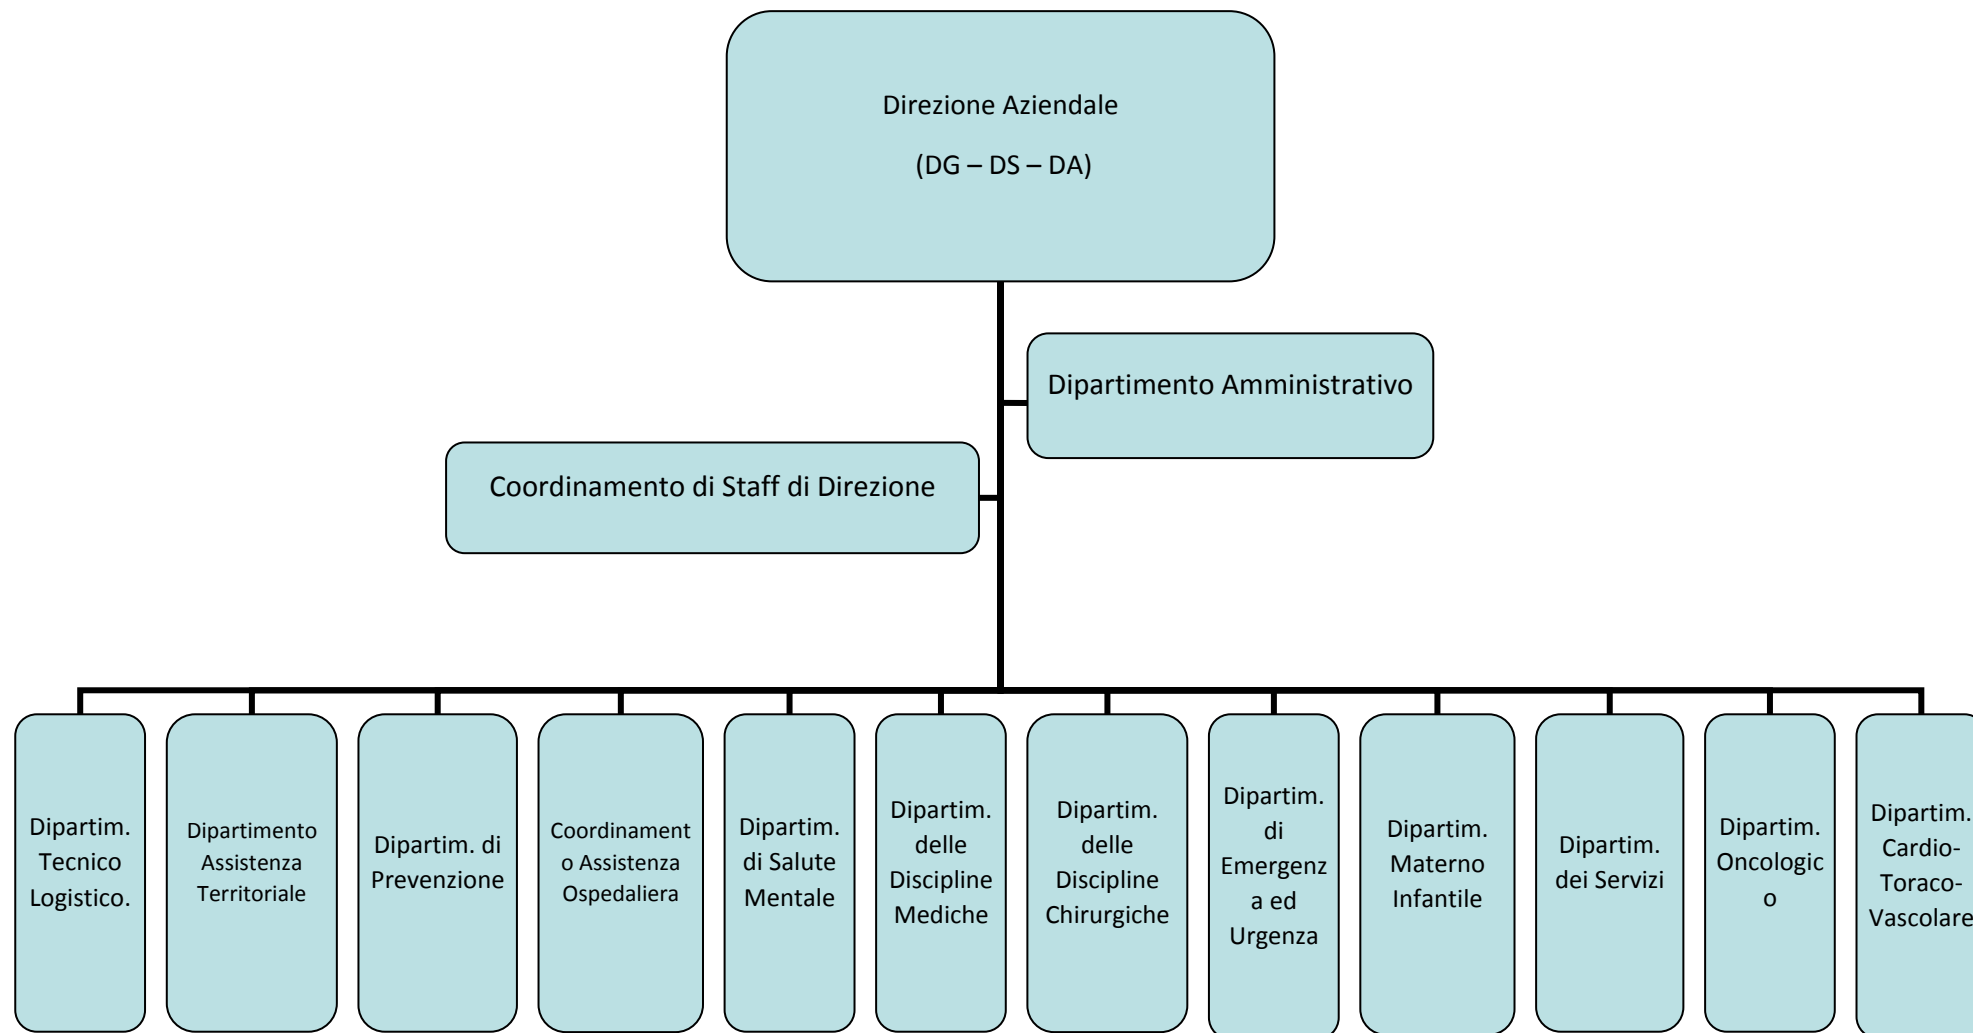 Direzione Aziendale
(DG – DS – DA)
Dipartimento Amministrativo
Coordinamento di Staff di Direzione
Dipartim.
Tecnico
Logistico.
Dipartimento
Assistenza
Territoriale
Dipartim. di
Prevenzione
Coordinament
o Assistenza
Ospedaliera
Dipartim.
di Salute
Mentale
Dipartim.
delle
Discipline
Mediche
Dipartim.
delle
Discipline
Chirurgiche
Dipartim.
di
Emergenz
a ed
Urgenza
Dipartim.
Materno
Infantile
Dipartim.
dei Servizi
Dipartim.
Oncologic
o
Dipartim.
Cardio-
Toraco-
Vascolare